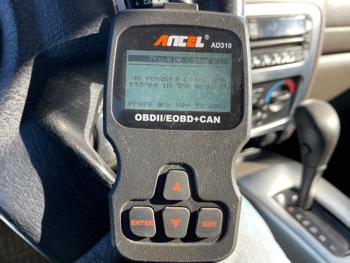 ANCEL
AD310
Trouble Codes
No pending codes are
stored in the module!
Press any key to con.
OBDII/EOBD+CAN
ENTER
EXIT